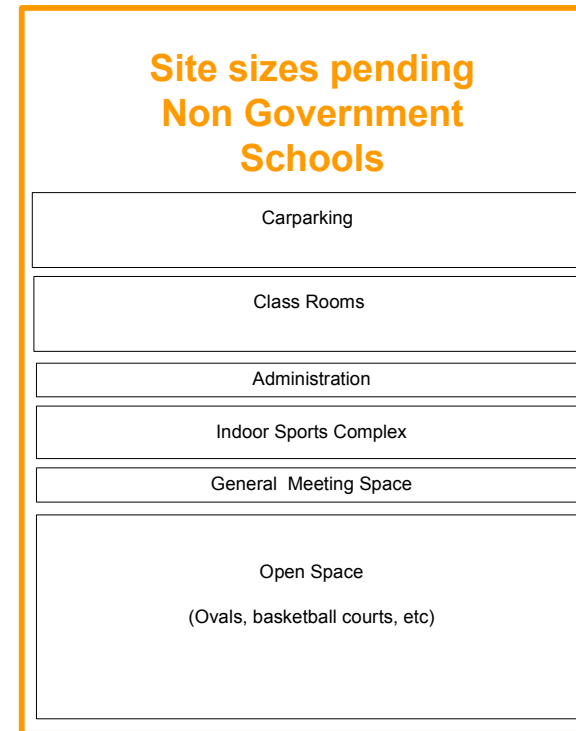 Site sizes pending
Non Government
Schools
Carparking
Class Rooms
Administration
Indoor Sports Complex
General  Meeting Space
Open Space
(Ovals, basketball courts, etc)